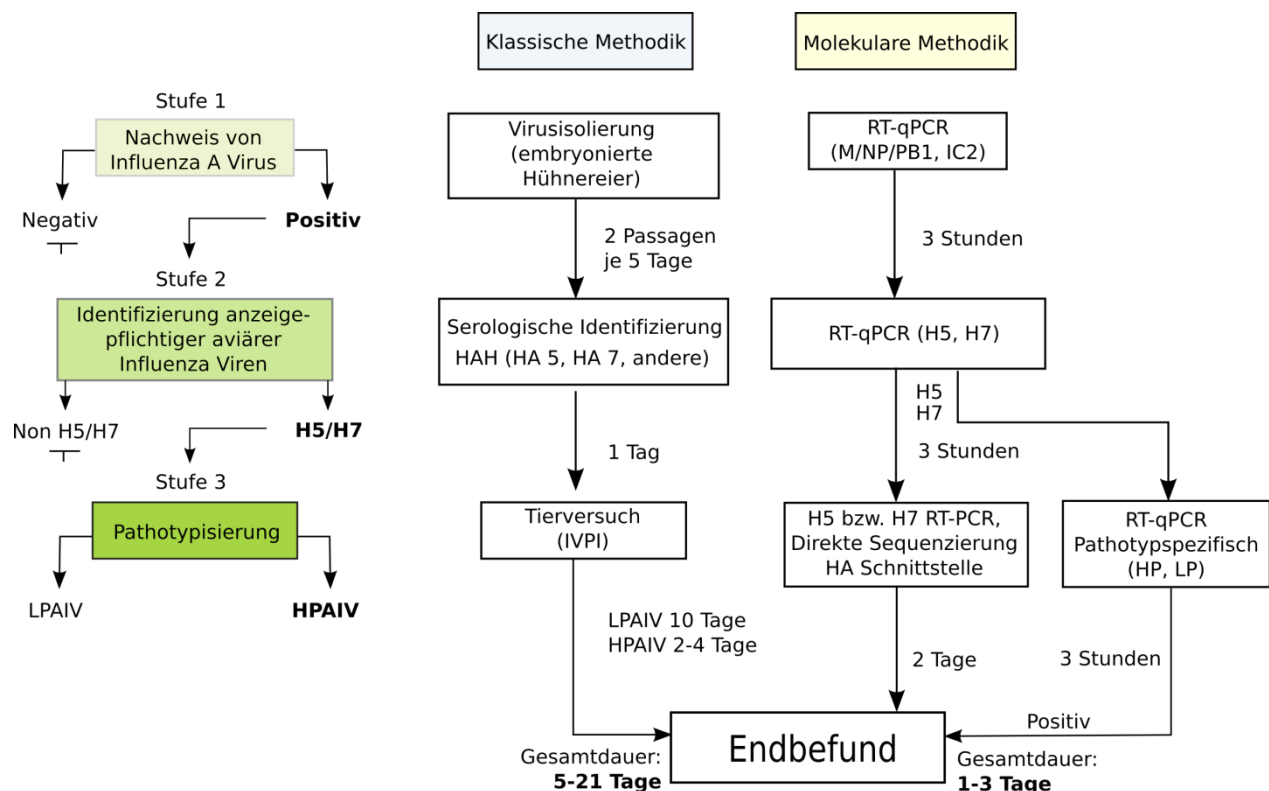 Klassische Methodik
Molekulare Methodik
Stufe 1
Nachweis von
Influenza A Virus
Negativ
Positiv
Stufe 2
Identifizierung anzeige-
pflichtiger aviärer
Influenza Viren
Non H5/H7
H5/H7
Stufe 3
Pathotypisierung
LPAIV
HPAIV
Virusisolierung
(embryonierte
Hühnereier)
2 Passagen
je 5 Tage
Serologische Identifizierung
HAH (HA 5, HA 7, andere)
1 Tag
Tierversuch
(IVPI)
LPAIV 10 Tage
HPAIV 2-4 Tage
RT-qPCR
(M/NP/PB1, IC2)
3 Stunden
RT-qPCR (H5, H7)
H5
H7
3 Stunden
H5 bzw. H7 RT-PCR,
Direkte Sequenzierung
HA Schnittstelle
2 Tage
RT-qPCR
Pathotypspezifisch
(HP, LP)
3 Stunden
Positiv
Endbefund
Gesamtdauer:
5-21 Tage
Gesamtdauer:
1-3 Tage